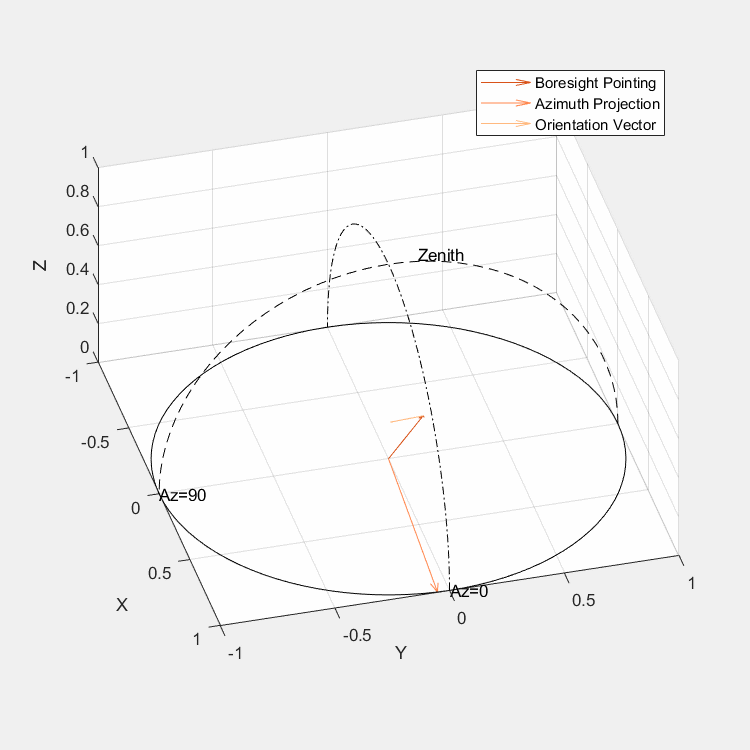 Boresight Pointing
Azimuth Projection
Orientation Vector
1
0.8
0.6
0.4
0.2
0
Z
Zenith
-1
-0.5
0
0.5
1
X
Az=90
Az=0
-1
-0.5
0
0.5
1
Y